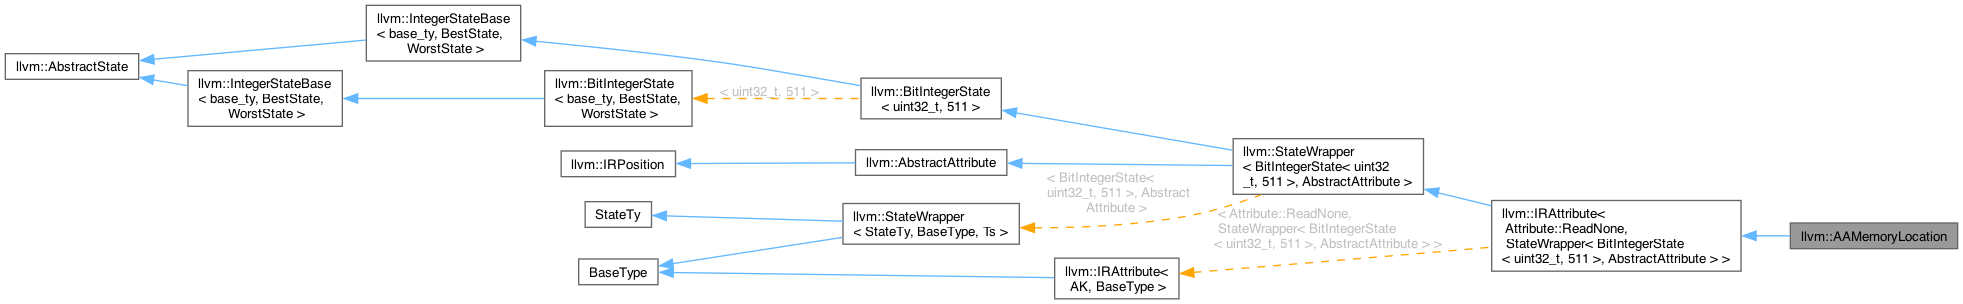 llvm::IntegerStateBase
< base_ty, BestState,
WorstState >
llvm::AbstractState
llvm::IntegerStateBase
< base_ty, BestState,
WorstState >
llvm::BitIntegerState
< base_ty, BestState,
WorstState >
< uint32_t, 511 >
llvm::BitIntegerState
< uint32_t, 511 >
llvm::IRPosition
llvm::AbstractAttribute
llvm::StateWrapper
< BitIntegerState< uint32
_t, 511 >, AbstractAttribute >
< BitIntegerState<
uint32_t, 511 >, Abstract
Attribute >
StateTy
llvm::StateWrapper
< StateTy, BaseType, Ts >
< Attribute::ReadNone,
StateWrapper< BitIntegerState
< uint32_t, 511 >, AbstractAttribute > >
BaseType
llvm::IRAttribute<
AK, BaseType >
llvm::IRAttribute<
Attribute::ReadNone,
StateWrapper< BitIntegerState
< uint32_t, 511 >, AbstractAttribute > >
llvm::AAMemoryLocation